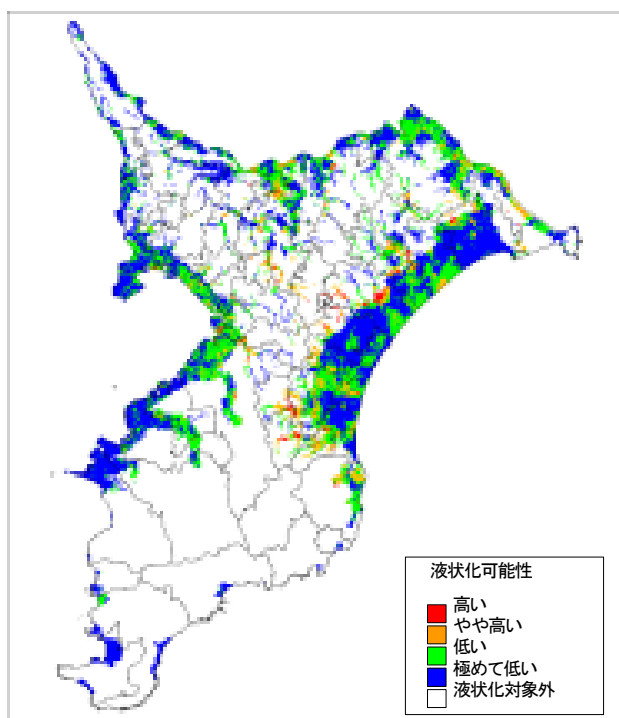 液状化可能性
高い
やや高い
低い
極めて低い
液状化対象外